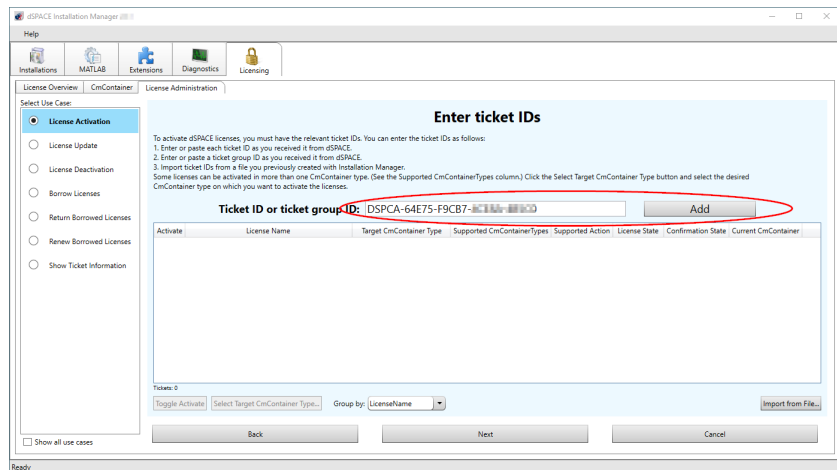 dSPACE Installation Manager
Help
Installations
MATLAB
Extensions
Diagnostics
Licensing
License Overview
CmContainer
License Administration
Select Use Case:
License Activation
License Update
License Deactivation
Borrow Licenses
Return Borrowed Licenses
Renew Borrowed Licenses
Show Ticket Information
Show all use cases
Enter ticket IDs
To activate dSPACE licenses, you must have the relevant ticket IDs. You can enter the ticket IDs as follows:
1. Enter or paste each ticket ID as you received it from dSPACE.
2. Enter or paste a ticket group ID as you received it from dSPACE.
3. Import ticket IDs from a file you previously created with Installation Manager.
Some licenses can be activated in more than one CmContainer type. (See the Supported CmContainerTypes column.) Click the Select Target CmContainer Type button and select the desired
CmContainer type on which you want to activate the licenses.
Ticket ID or ticket group ID: DSPCA-64E75-F9CB7- Add
Activate License Name Target CmContainer Type Supported CmContainerTypes Supported Action License State Confirmation State Current CmContainer
Tickets: 0
Toggle Activate Select Target CmContainer Type... Group by: LicenseName Import from File...
Back Next Cancel
Ready